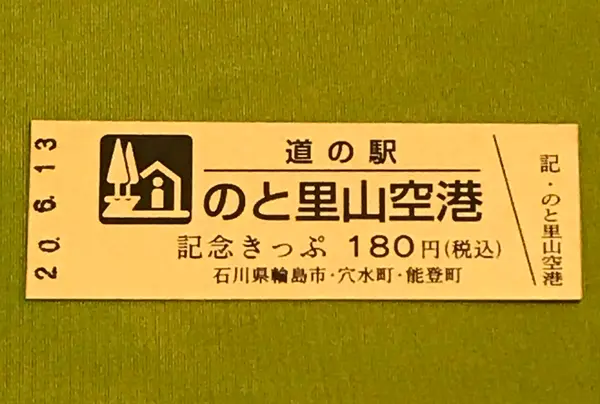 20.6.13
道の駅
のと里山空港
記念きっぷ 180円(税込)
石川県輪島市・穴水町・能登町
記・のと里山空港